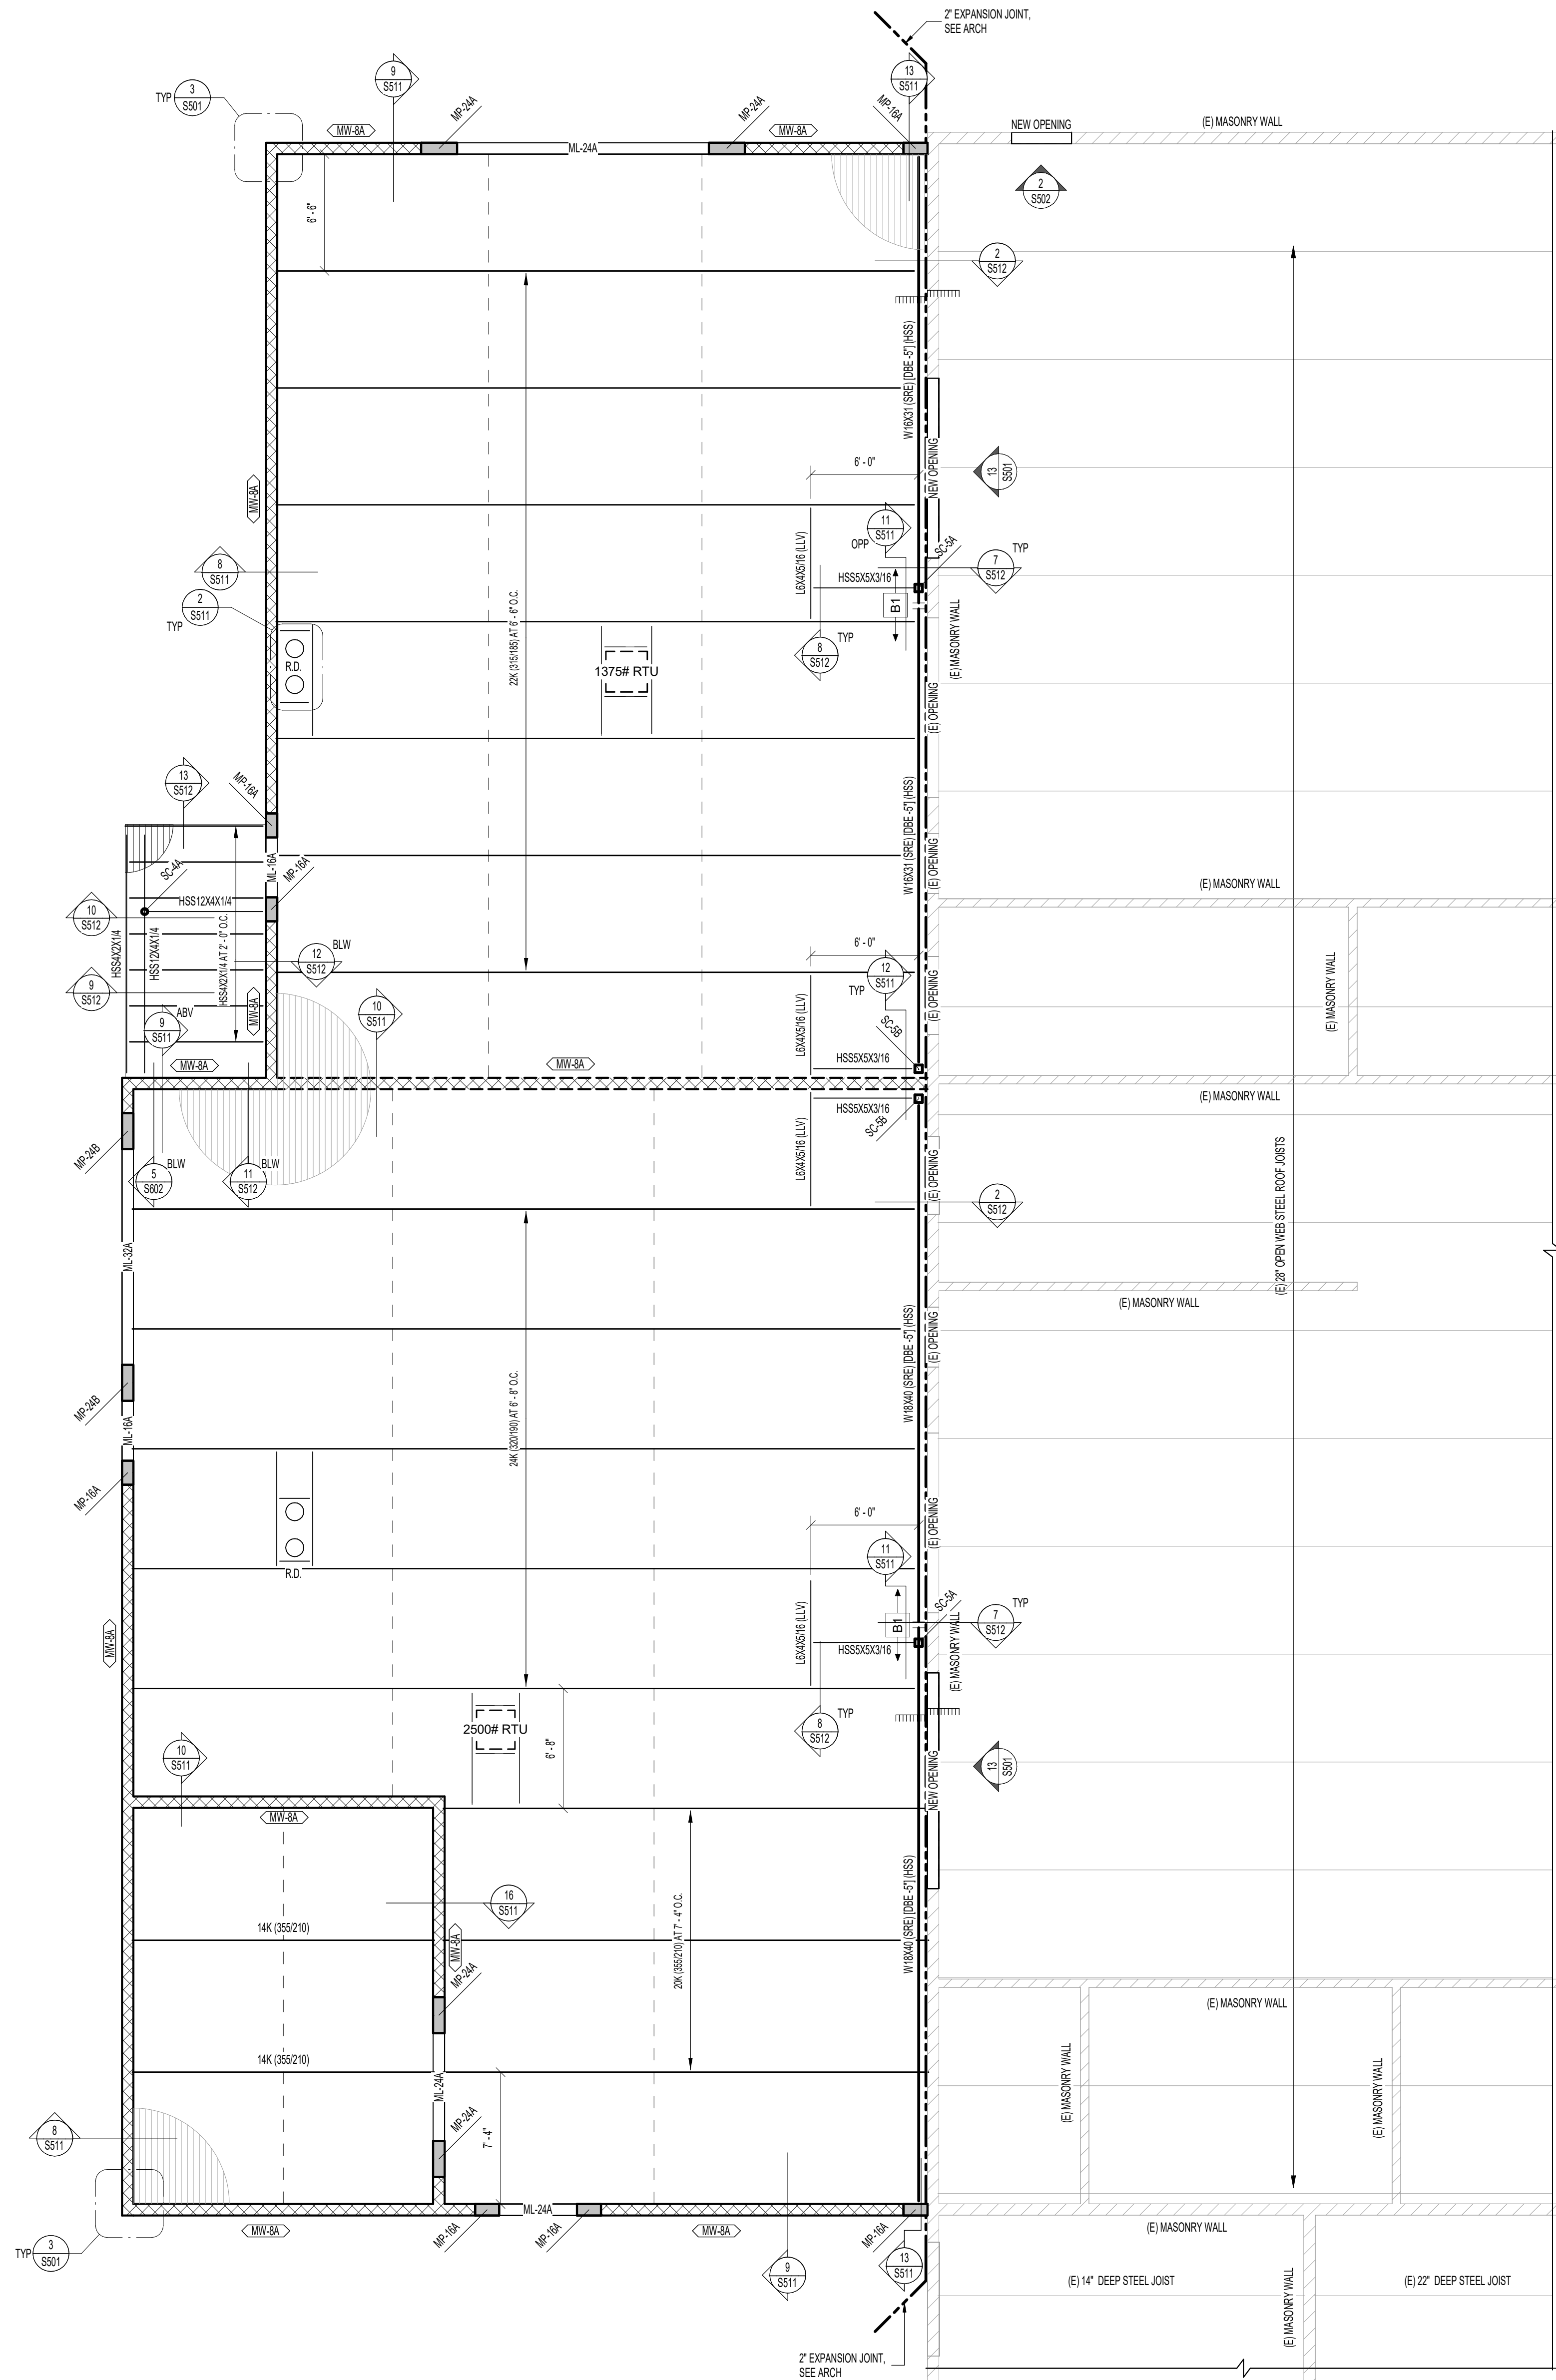 2" EXPANSION JOINT,
SEE ARCH
9
S511
13
S511
TYP
3
S501
MP-24A
MP-24A
MP-16A
MW-8A
MW-8A
ML-24A
NEW OPENING
(E) MASONRY WALL
2
S502
6' - 6"
2
S512
W16X31 (SRE) [DBE -5"] (HSS)
NEW OPENING
13
S501
6' - 0"
MW-8A
11
S511
OPP
SC-5A
7
S512
TYP
L6X4X5/16 (LLV)
HSS5X5X3/16
B1
8
S511
2
S511
TYP
22K (315/185) AT 6' - 6" O.C.
(E) MASONRY WALL
8
S512
TYP
R.D.
1375# RTU
(E) OPENING
13
S512
MP-16A
W16X31 (SRE) [DBE -5"] (HSS)
(E) OPENING
ML-16A
MP-16A
SC-4A
HSS12X4X1/4
(E) MASONRY WALL
10
S512
HSS4X2X1/4
HSS12X4X1/4
HSS4X2X1/4 AT 2' - 0" O.C.
12
S512
BLW
6' - 0"
12
S511
TYP
(E) OPENING
(E) MASONRY WALL
9
S512
MW-8A
ABV
9
S511
10
S511
SC-5B
L6X4X5/16 (LLV)
HSS5X5X3/16
MW-8A
MW-8A
(E) MASONRY WALL
HSS5X5X3/16
SC-5B
L6X4X5/16 (LLV)
MP-24B
5
S602
BLW
11
S512
BLW
(E) OPENING
2
S512
(E) 28" OPEN WEB STEEL ROOF JOISTS
ML-32A
(E) MASONRY WALL
W18X40 (SRE) [DBE -5"] (HSS)
(E) OPENING
24K (320/190) AT 6' - 8" O.C.
MP-24B
ML-16A
MP-16A
R.D.
6' - 0"
(E) OPENING
11
S511
SC-5A
7
S512
TYP
MW-8A
L6X4X5/16 (LLV)
B1
HSS5X5X3/16
(E) MASONRY WALL
2500# RTU
6' - 8"
8
S512
TYP
10
S511
13
S501
NEW OPENING
MW-8A
16
S511
14K (355/210)
MW-8A
20K (355/210) AT 7' - 4" O.C.
W18X40 (SRE) [DBE -5"] (HSS)
MP-24A
(E) MASONRY WALL
14K (355/210)
ML-24A
(E) MASONRY WALL
(E) MASONRY WALL
8
S511
MP-24A
7' - 4"
ML-24A
MW-8A
MP-16A
MP-16A
MW-8A
MP-16A
(E) MASONRY WALL
TYP
3
S501
9
S511
13
S511
(E) 14" DEEP STEEL JOIST
(E) 22" DEEP STEEL JOIST
(E) MASONRY WALL
2" EXPANSION JOINT,
SEE ARCH